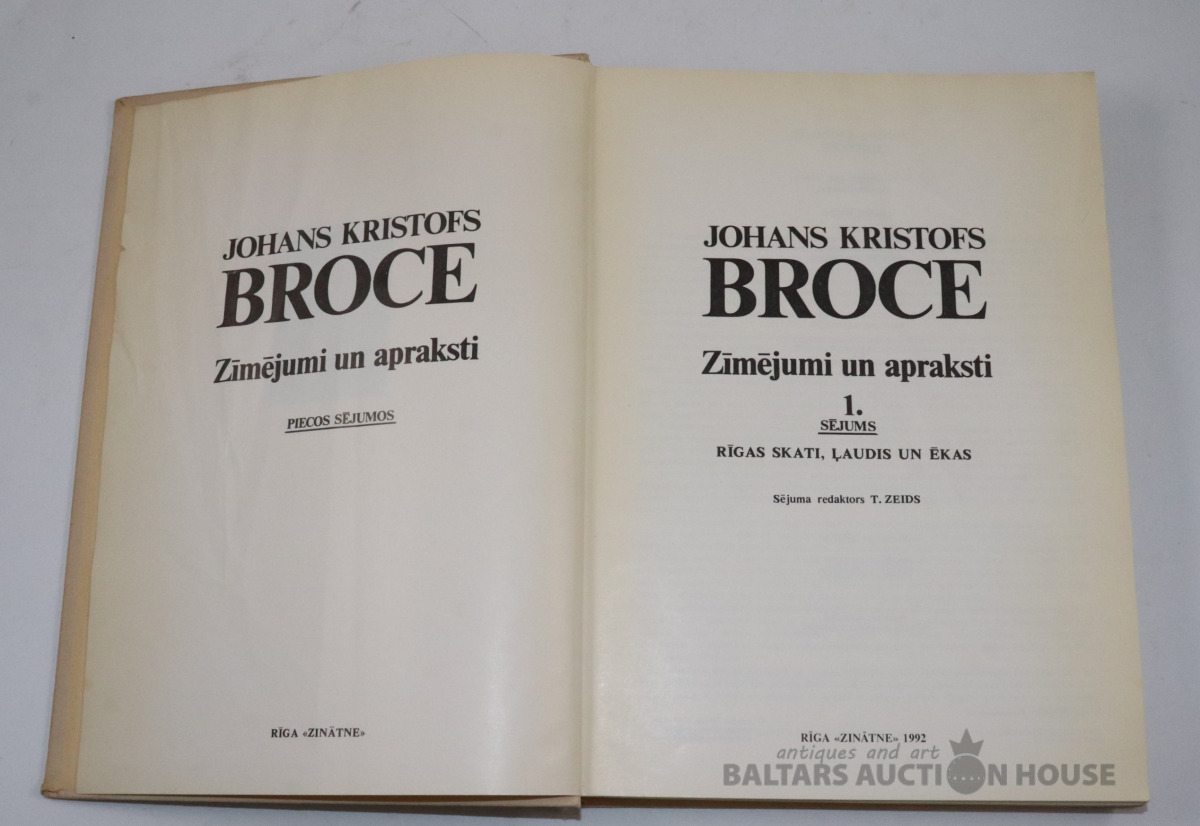 JOHANS KRISTOFS
BROCE
Zīmējumi un apraksti
PIECOS SĒJUMOS
RĪGA «ZINĀTNE»
JOHANS KRISTOFS
BROCE
Zīmējumi un apraksti
1.
SĒJUMS
RĪGAS SKATI, ĻAUDIS UN ĒKAS
Sējuma redaktors T. ZEIDS
RĪGA «ZINĀTNE» 1992
antiques and art
BALTARS AUCTION HOUSE